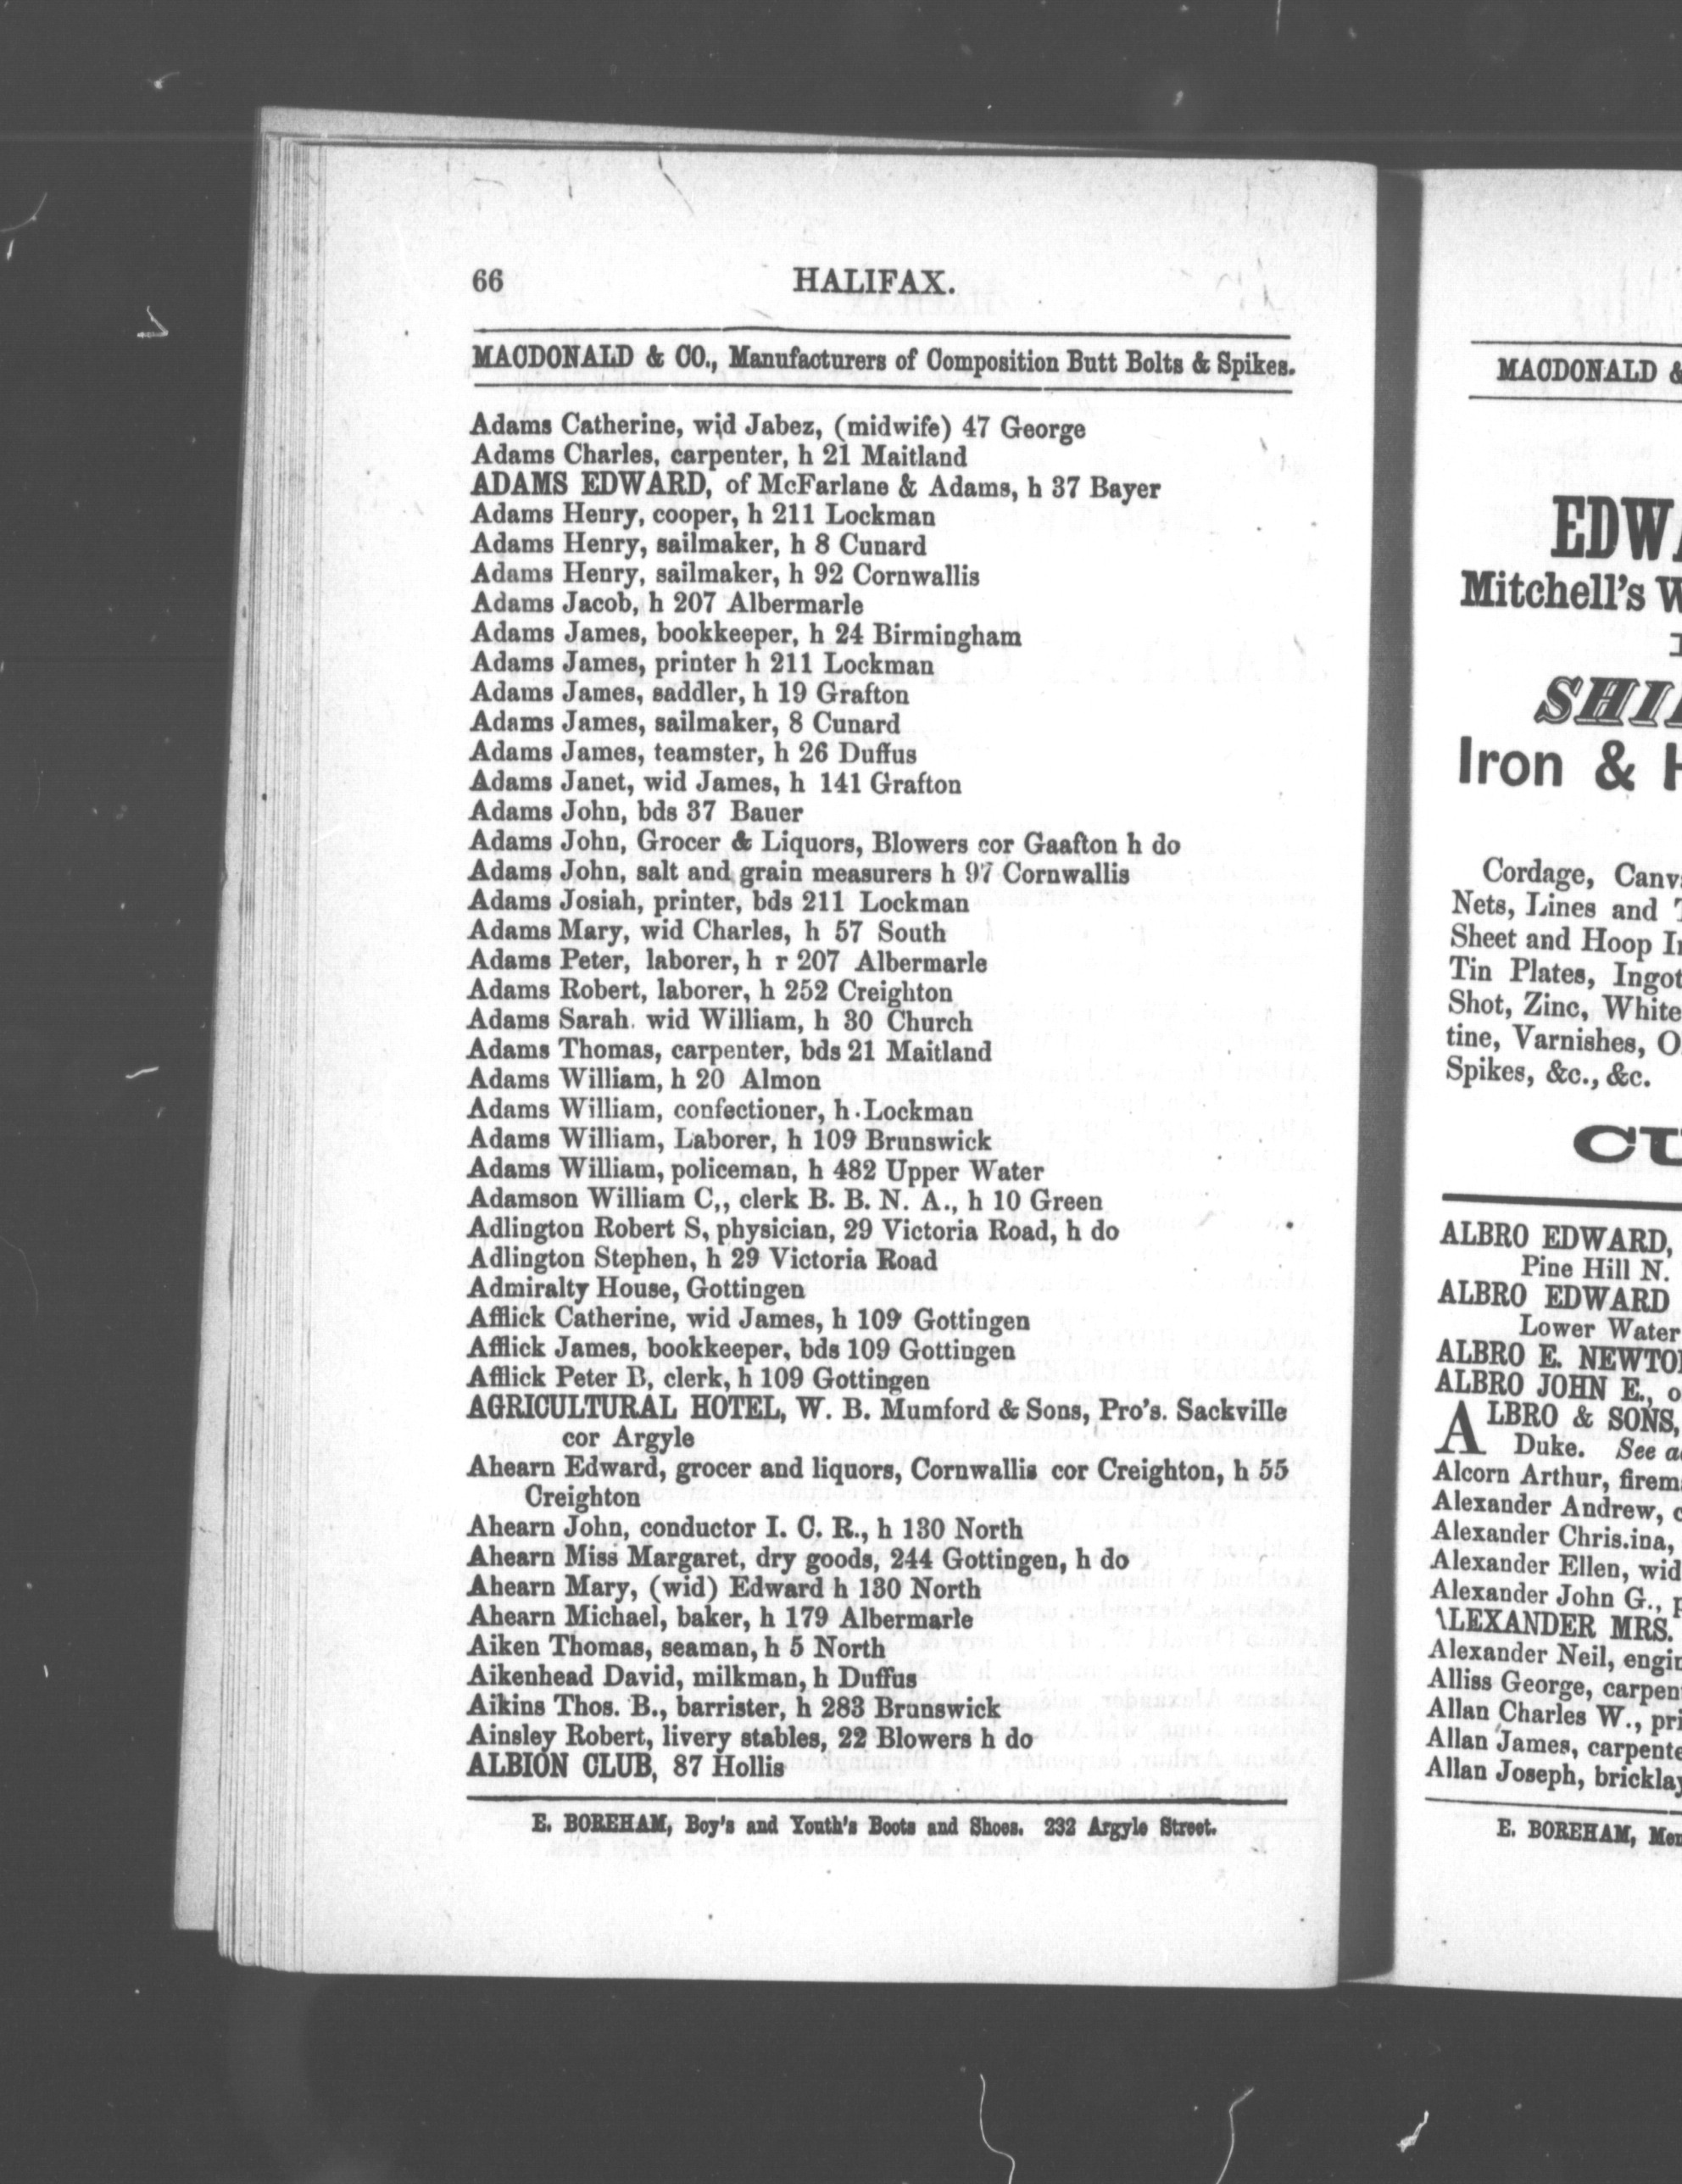 66 HALIFAX.
MACDONALD & CO., Manufacturers of Composition Butt Bolts & Spikes.
Adams Catherine, wid Jabez, (midwife) 47 George
Adams Charles, carpenter, h 21 Maitland
ADAMS EDWARD, of McFarlane & Adams, h 37 Bayer
Adams Henry, cooper, h 211 Lockman
Adams Henry, sailmaker, h 8 Cunard
Adams Henry, sailmaker, h 92 Cornwallis
Adams Jacob, h 207 Albermarle
Adams James, bookkeeper, h 24 Birmingham
Adams James, printer h 211 Lockman
Adams James, saddler, h 19 Grafton
Adams James, sailmaker, 8 Cunard
Adams James, teamster, h 26 Duffus
Adams Janet, wid James, h 141 Grafton
Adams John, bds 37 Bauer
Adams John, Grocer & Liquors, Blowers cor Gaafton h do
Adams John, salt and grain measurers h 97 Cornwallis
Adams Josiah, printer, bds 211 Lockman
Adams Mary, wid Charles, h 57 South
Adams Peter, laborer, h r 207 Albermarle
Adams Robert, laborer, h 252 Creighton
Adams Sarah. wid William, h 30 Church
Adams Thomas, carpenter, bds 21 Maitland
Adams William, h 20 Almon
Adams William, confectioner, h Lockman
Adams William, Laborer, h 109 Brunswick
Adams William, policeman, h 482 Upper Water
Adamson William C,, clerk B. B. N. A., h 10 Green
Adlington Robert S, physician, 29 Victoria Road, h do
Adlington Stephen, h 29 Victoria Road
Admiralty House, Gottingen
Afflick Catherine, wid James, h 109 Gottingen
Afflick James, bookkeeper, bds 109 Gottingen
Afflick Peter B, clerk, h 109 Gottingen
AGRICULTURAL HOTEL, W. B. Mumford & Sons, Pro's. Sackville
cor Argyle
Ahearn Edward, grocer and liquors, Cornwallis cor Creighton, h 55
Creighton
Ahearn John, conductor I. C. R., h 130 North
Ahearn Miss Margaret, dry goods, 244 Gottingen, h do
Ahearn Mary, (wid) Edward h 130 North
Ahearn Michael, baker, h 179 Albermarle
Aiken Thomas, seaman, h 5 North
Aikenhead David, milkman, h Duffus
Aikins Thos. B., barrister, h 283 Brunswick
Ainsley Robert, livery stables, 22 Blowers h do
ALBION CLUB, 87 Hollis
E. BOREHAM, Boy's and Youth's Boots and Shoes. 232 Argyle Street.
MACDONALD &
EDWA
Mitchell's W
SHI
Iron & H
Cordage, Canv
Nets, Lines and T
Sheet and Hoop I
Tin Plates, Ingot
Shot, Zinc, White
tine, Varnishes, O
Spikes, &c., &c.
CU
ALBRO EDWARD,
Pine Hill N.
ALBRO EDWARD
Lower Water
ALBRO E. NEWTO
ALBRO JOHN E., o
ALBRO & SONS,
Duke. See a
Alcorn Arthur, firem
Alexander Andrew, c
Alexander Chris.ina,
Alexander Ellen, wid
Alexander John G., p
ALEXANDER MRS.
Alexander Neil, engin
Alliss George, carpen
Allan Charles W., pri
Allan James, carpente
Allan Joseph, bricklay
E. BOREHAM, Men